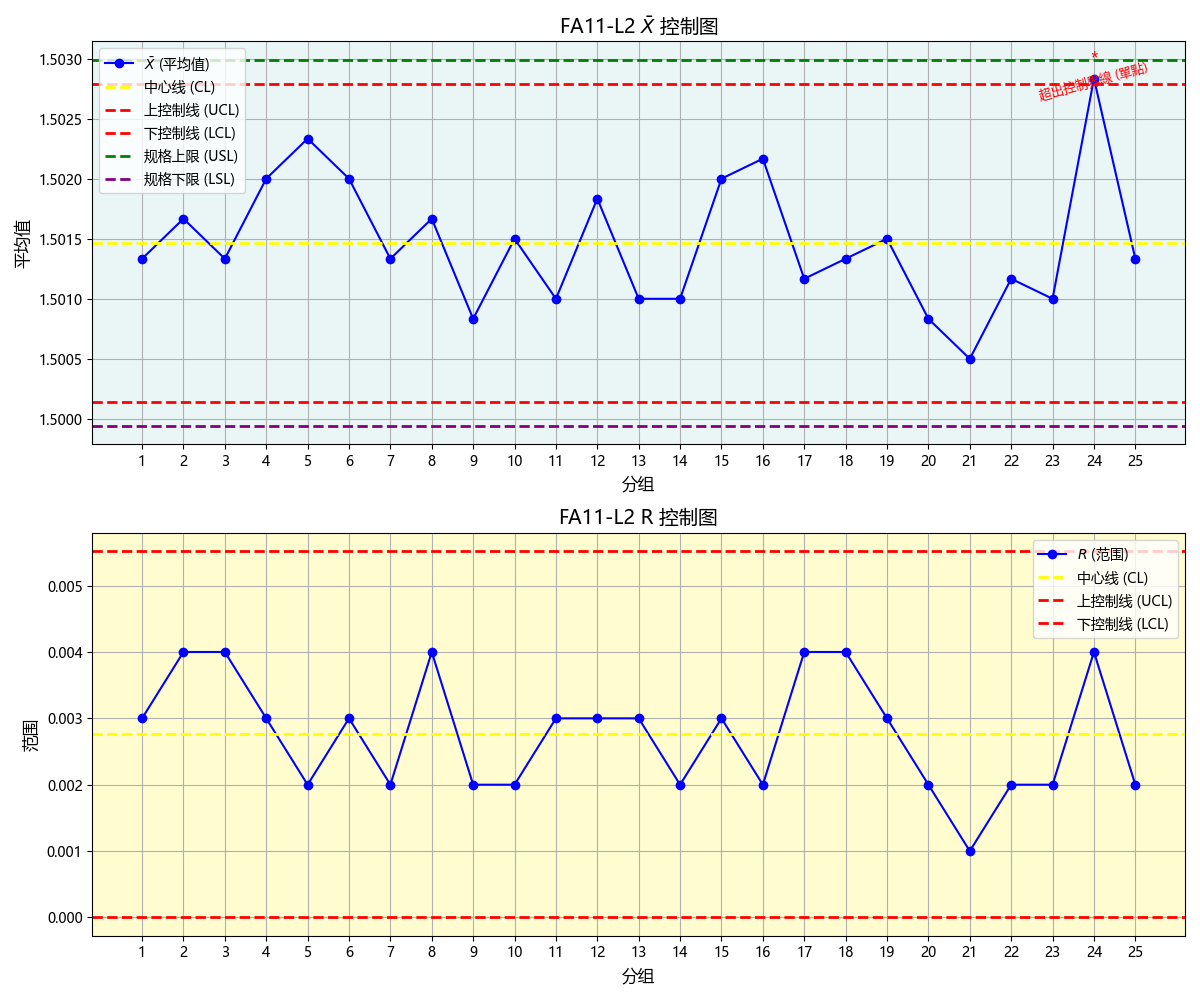 FA11-L2 X̄ 控制图
1.5030
1.5025
1.5020
1.5015
1.5010
1.5005
1.5000
平均值
X̄ (平均值)
中心线 (CL)
上控制线 (UCL)
下控制线 (LCL)
规格上限 (USL)
规格下限 (LSL)
*
超出控制界線 (單點)
1 2 3 4 5 6 7 8 9 10 11 12 13 14 15 16 17 18 19 20 21 22 23 24 25
分组
FA11-L2 R 控制图
0.005
0.004
0.003
0.002
0.001
0.000
范围
R (范围)
中心线 (CL)
上控制线 (UCL)
下控制线 (LCL)
1 2 3 4 5 6 7 8 9 10 11 12 13 14 15 16 17 18 19 20 21 22 23 24 25
分组